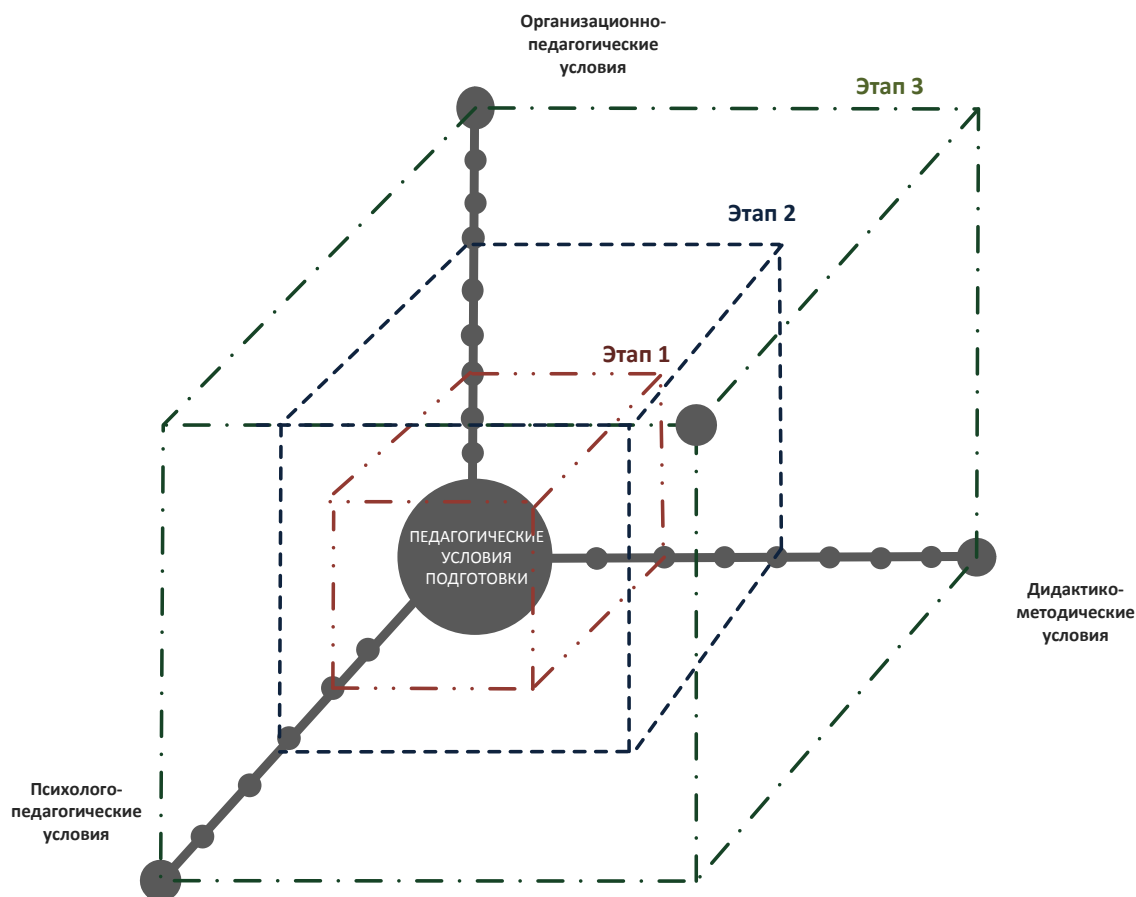 Организационно-
педагогические
условия
Этап 3
Этап 2
Этап 1
ПЕДАГОГИЧЕСКИЕ
УСЛОВИЯ
ПОДГОТОВКИ
Дидактико-
методические
условия
Психолого-
педагогические
условия